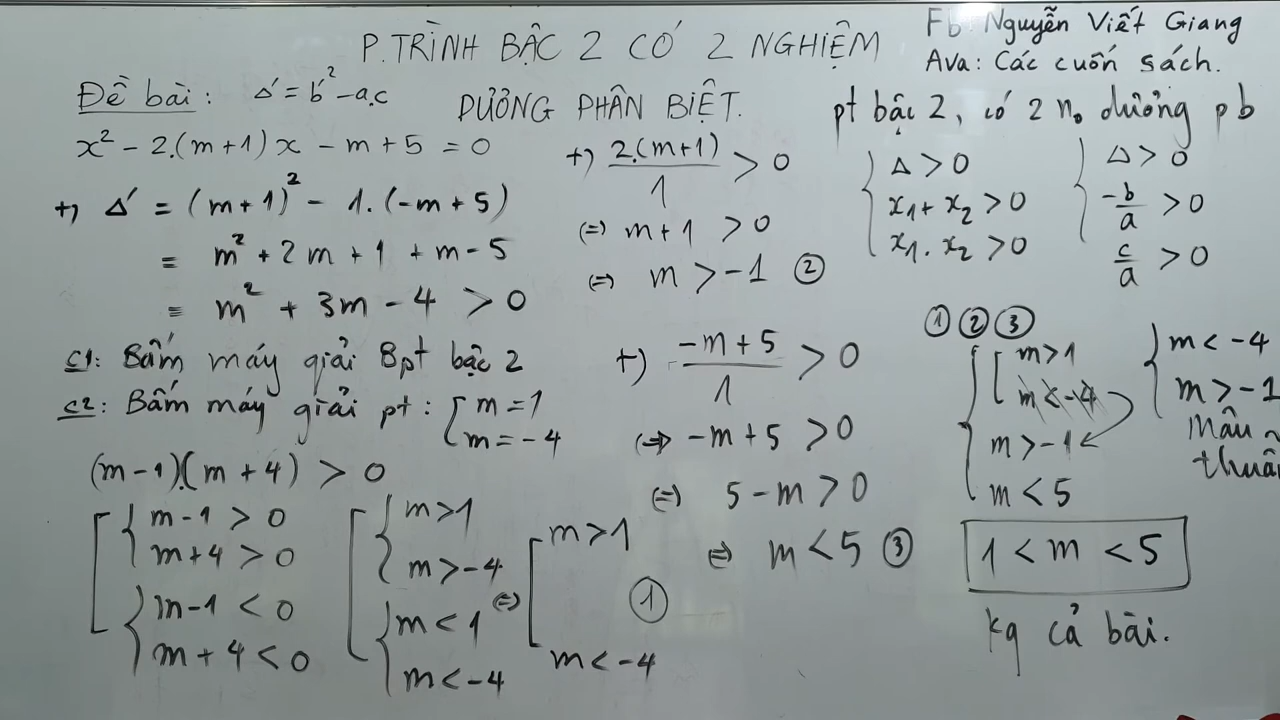 P.TRÌNH BẬC 2 CÓ 2 NGHIỆM
DƯƠNG PHÂN BIỆT.
Fb Nguyễn Viết Giang
Ava: Các cuốn sách.
Đề bài: Δ' = b'² - a.c
x² - 2.(m+1)x - m + 5 = 0
+) Δ' = (m+1)² - 1.(-m+5)
= m² + 2m + 1 + m - 5
= m² + 3m - 4 > 0
C1: Bấm máy giải Bpt bậc 2
C2: Bấm máy giải pt: [ m = 1
m = -4
(m-1).(m+4) > 0
[ { m-1 > 0
m+4 > 0
{ m-1 < 0
m+4 < 0
[ { m > 1
m > -4
{ m < 1
m < -4
⇔ [ m > 1
①
m < -4
+) 2.(m+1)/1 > 0
⇔ m+1 > 0
⇔ m > -1 ②
+) -m+5/1 > 0
⇔ -m+5 > 0
⇔ 5 - m > 0
⇔ m < 5 ③
pt bậc 2, có 2 n₀ dương pb
{ Δ > 0
x₁ + x₂ > 0
x₁. x₂ > 0
{ Δ > 0
-b/a > 0
c/a > 0
① ② ③
{ [ m > 1
m < -4
m > -1
m < 5
{ m < -4
m > -1
Mâu
thuẫn
1 < m < 5
kq cả bài.